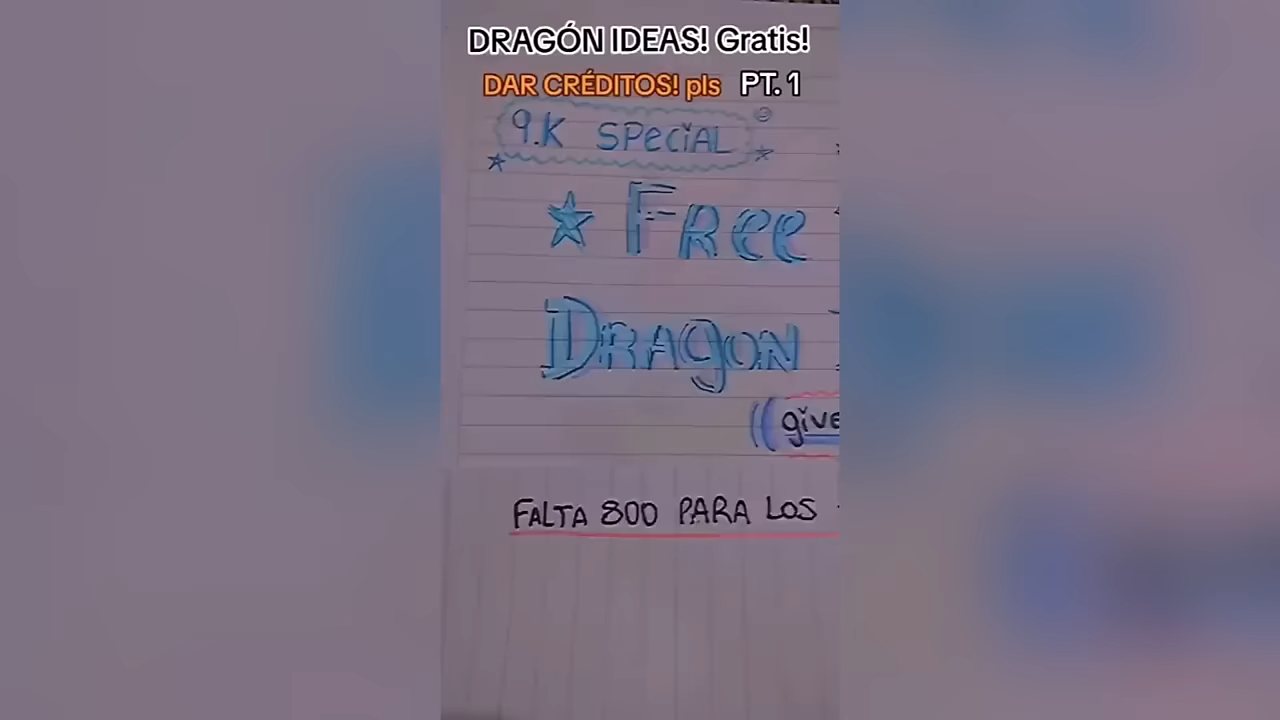 DRAGÓN IDEAS! Gratis!
DAR CRÉDITOS! pls PT. 1
9.K SPECiAL
FRee
DRAgON
give
FALTA 800 PARA LOS